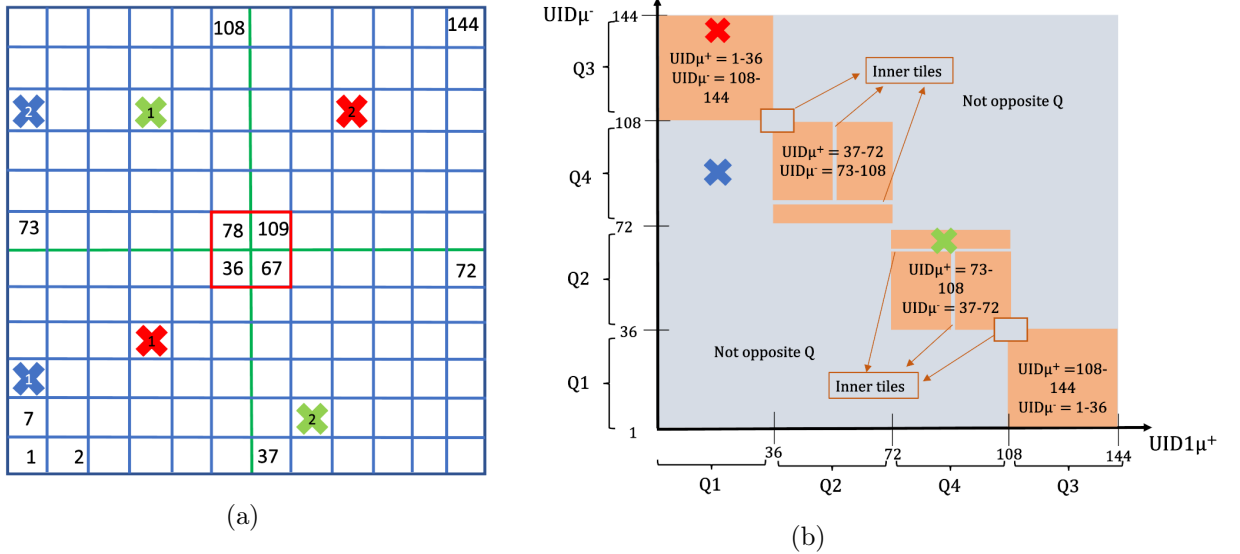 108
144
2
1
2
73
78
109
36
67
72
1
1
7
2
1
2
37
(a)
UIDμ⁻
144
Q3
UIDμ⁺ = 1-36
UIDμ⁻ = 108-
144
Inner tiles
Not opposite Q
108
Q4
UIDμ⁺ = 37-72
UIDμ⁻ = 73-108
72
Q2
UIDμ⁺ = 73-
108
UIDμ⁻ = 37-72
36
Not opposite Q
Inner tiles
Q1
UIDμ⁺ =108-
144
UIDμ⁻ = 1-36
1
UID1μ⁺
36
72
108
144
Q1
Q2
Q4
Q3
(b)